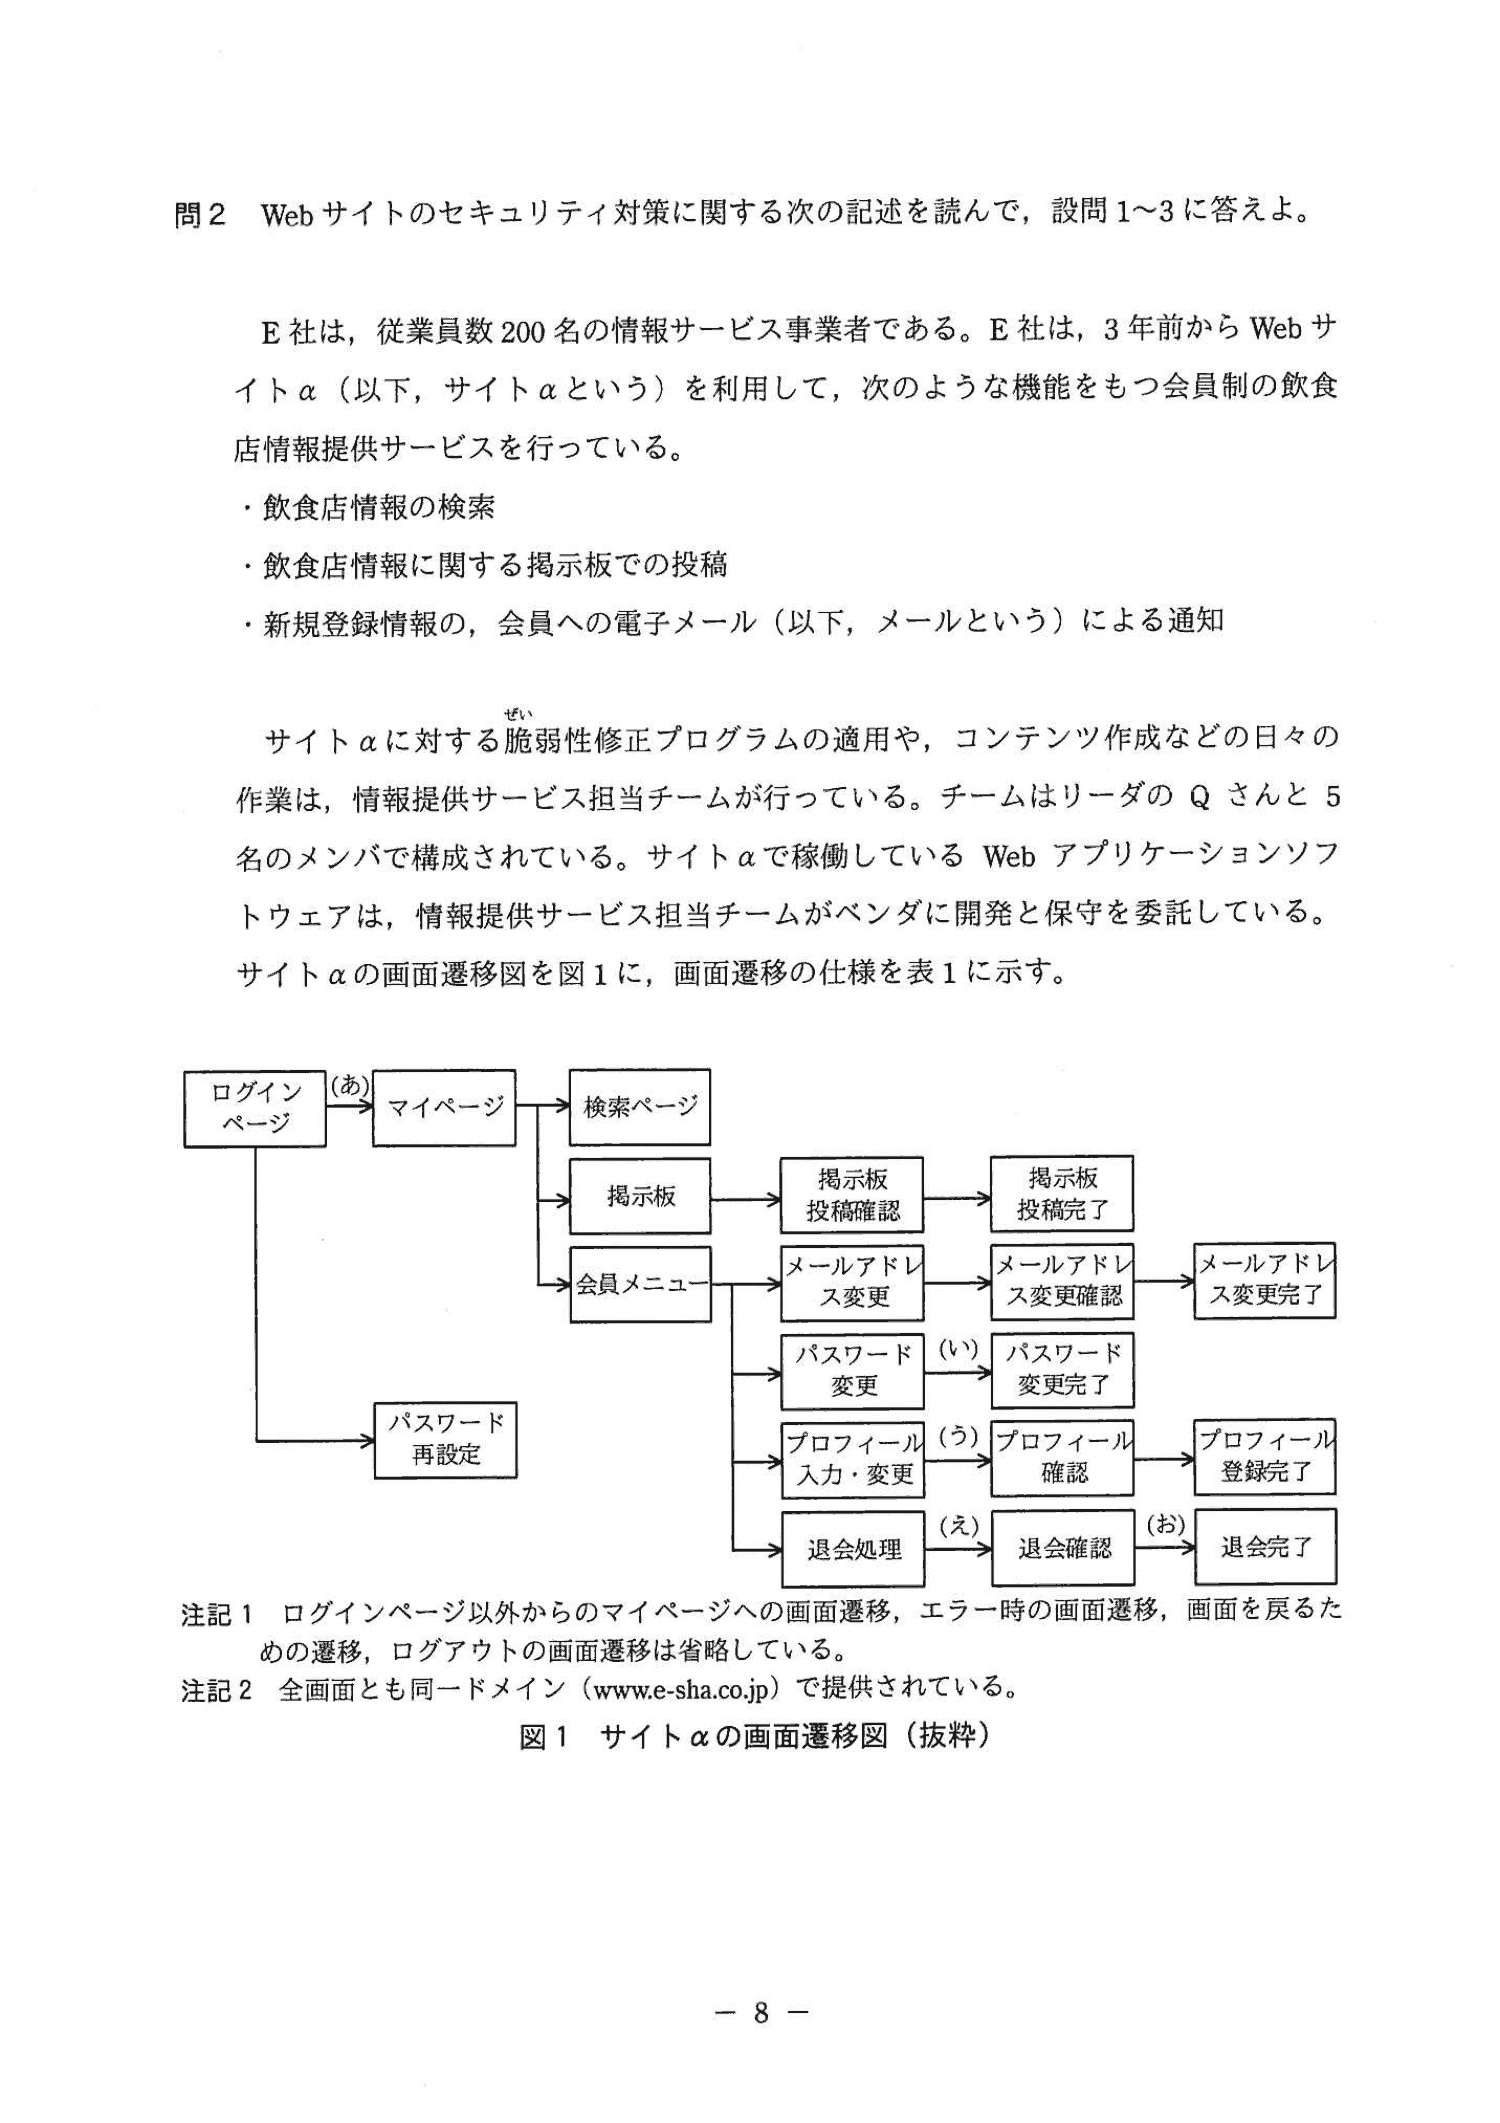 問2 Webサイトのセキュリティ対策に関する次の記述を読んで，設問1～3に答えよ。
E社は，従業員数200名の情報サービス事業者である。E社は，3年前からWebサ
イトα（以下，サイトαという）を利用して，次のような機能をもつ会員制の飲食
店情報提供サービスを行っている。
・飲食店情報の検索
・飲食店情報に関する掲示板での投稿
・新規登録情報の，会員への電子メール（以下，メールという）による通知
ぜい
サイトαに対する脆弱性修正プログラムの適用や，コンテンツ作成などの日々の
作業は，情報提供サービス担当チームが行っている。チームはリーダのQさんと5
名のメンバで構成されている。サイトαで稼働しているWebアプリケーションソフ
トウェアは，情報提供サービス担当チームがベンダに開発と保守を委託している。
サイトαの画面遷移図を図1に，画面遷移の仕様を表1に示す。
ログイン
ページ
(あ)
マイページ
検索ページ
掲示板
掲示板
投稿確認
掲示板
投稿完了
会員メニュー
メールアドレ
ス変更
メールアドレ
ス変更確認
メールアドレ
ス変更完了
パスワード
変更
(い)
パスワード
変更完了
パスワード
再設定
プロフィール
入力・変更
(う)
プロフィール
確認
プロフィール
登録完了
退会処理
(え)
退会確認
(お)
退会完了
注記1 ログインページ以外からのマイページへの画面遷移，エラー時の画面遷移，画面を戻るた
めの遷移，ログアウトの画面遷移は省略している。
注記2 全画面とも同一ドメイン（www.e-sha.co.jp）で提供されている。
図1 サイトαの画面遷移図（抜粋）
－ 8 －